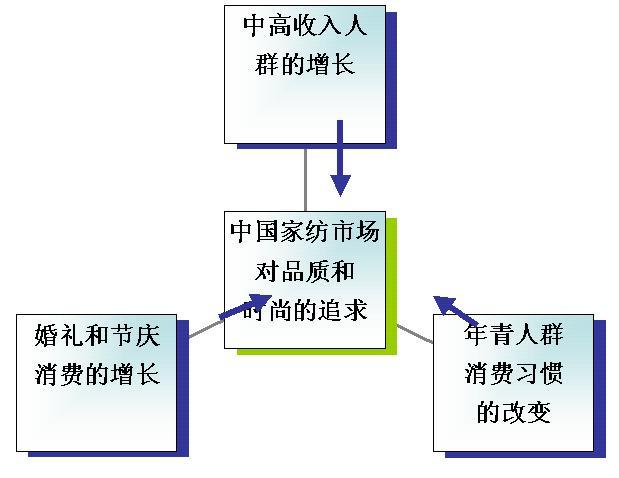 中高收入人
群的增长
中国家纺市场
对品质和
时尚的追求
婚礼和节庆
消费的增长
年青人群
消费习惯
的改变